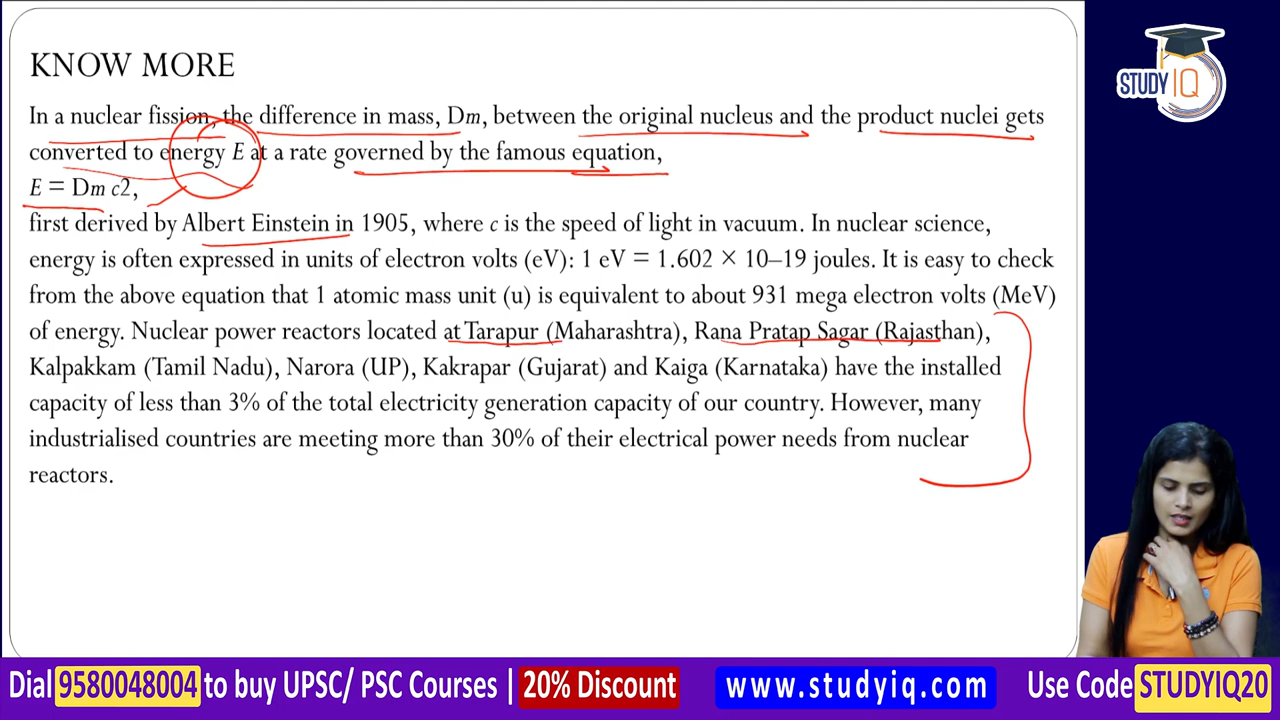 KNOW MORE
In a nuclear fission, the difference in mass, Dm, between the original nucleus and the product nuclei gets
converted to energy E at a rate governed by the famous equation,
E = Dm c2,
first derived by Albert Einstein in 1905, where c is the speed of light in vacuum. In nuclear science,
energy is often expressed in units of electron volts (eV): 1 eV = 1.602 × 10–19 joules. It is easy to check
from the above equation that 1 atomic mass unit (u) is equivalent to about 931 mega electron volts (MeV)
of energy. Nuclear power reactors located at Tarapur (Maharashtra), Rana Pratap Sagar (Rajasthan),
Kalpakkam (Tamil Nadu), Narora (UP), Kakrapar (Gujarat) and Kaiga (Karnataka) have the installed
capacity of less than 3% of the total electricity generation capacity of our country. However, many
industrialised countries are meeting more than 30% of their electrical power needs from nuclear
reactors.
STUDY IQ
Dial 9580048004 to buy UPSC/ PSC Courses | 20% Discount www.studyiq.com Use Code STUDYIQ20